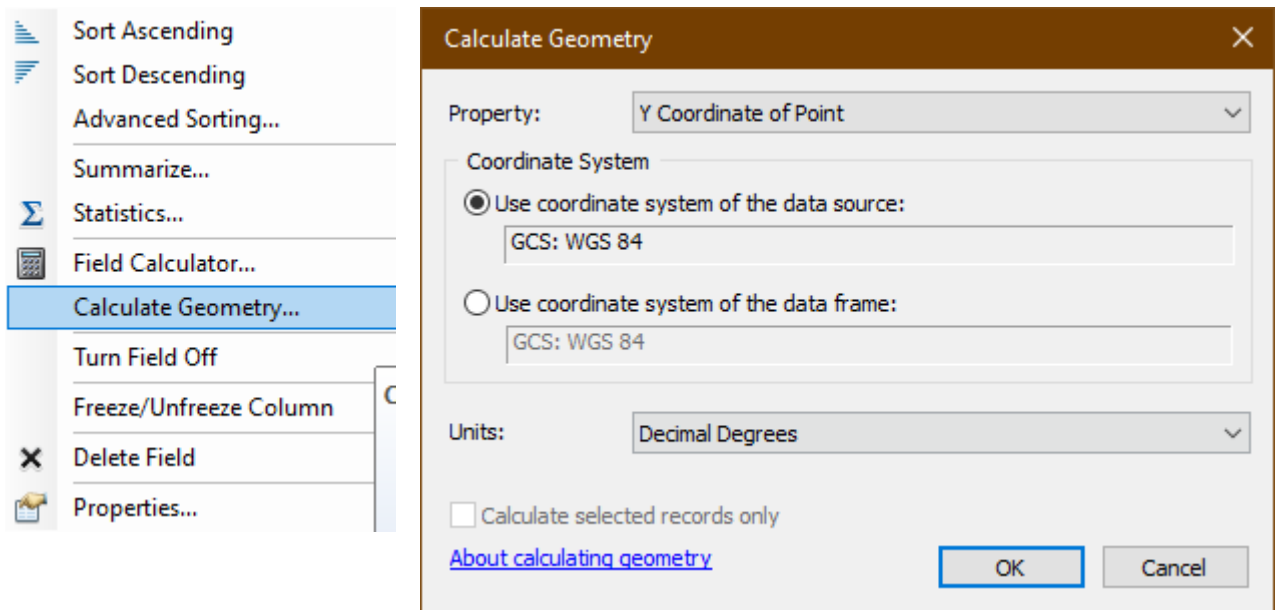 Sort Ascending
Sort Descending
Advanced Sorting...
Summarize...
Σ Statistics...
Field Calculator...
Calculate Geometry...
Turn Field Off
Freeze/Unfreeze Column
Delete Field
Properties...
Calculate Geometry
Property: Y Coordinate of Point
Coordinate System
Use coordinate system of the data source:
GCS: WGS 84
Use coordinate system of the data frame:
GCS: WGS 84
Units: Decimal Degrees
Calculate selected records only
About calculating geometry
OK Cancel